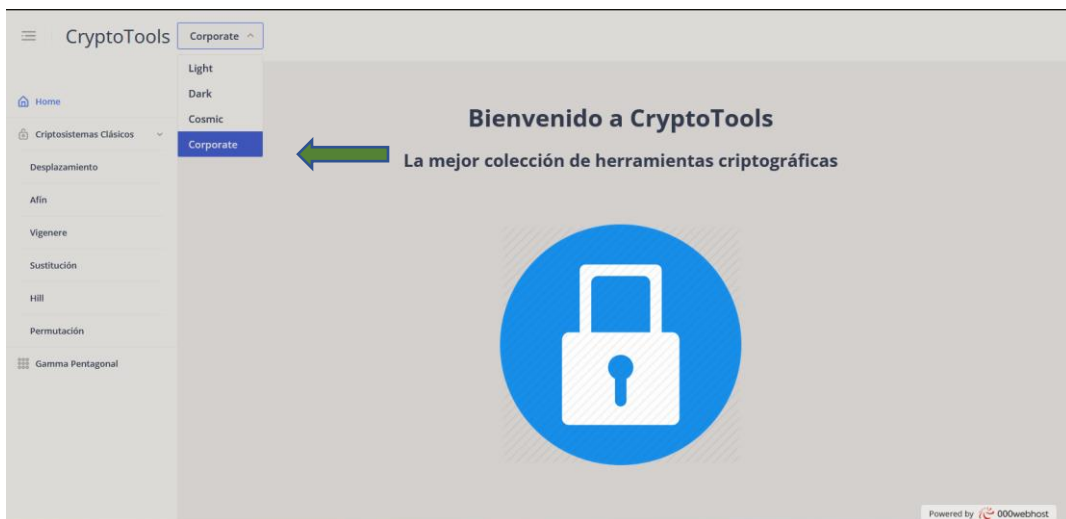 CryptoTools
Corporate
Light
Dark
Cosmic
Corporate
Home
Criptosistemas Clásicos
Desplazamiento
Afín
Vigenere
Sustitución
Hill
Permutación
Gamma Pentagonal
Bienvenido a CryptoTools
La mejor colección de herramientas criptográficas
Powered by 000webhost